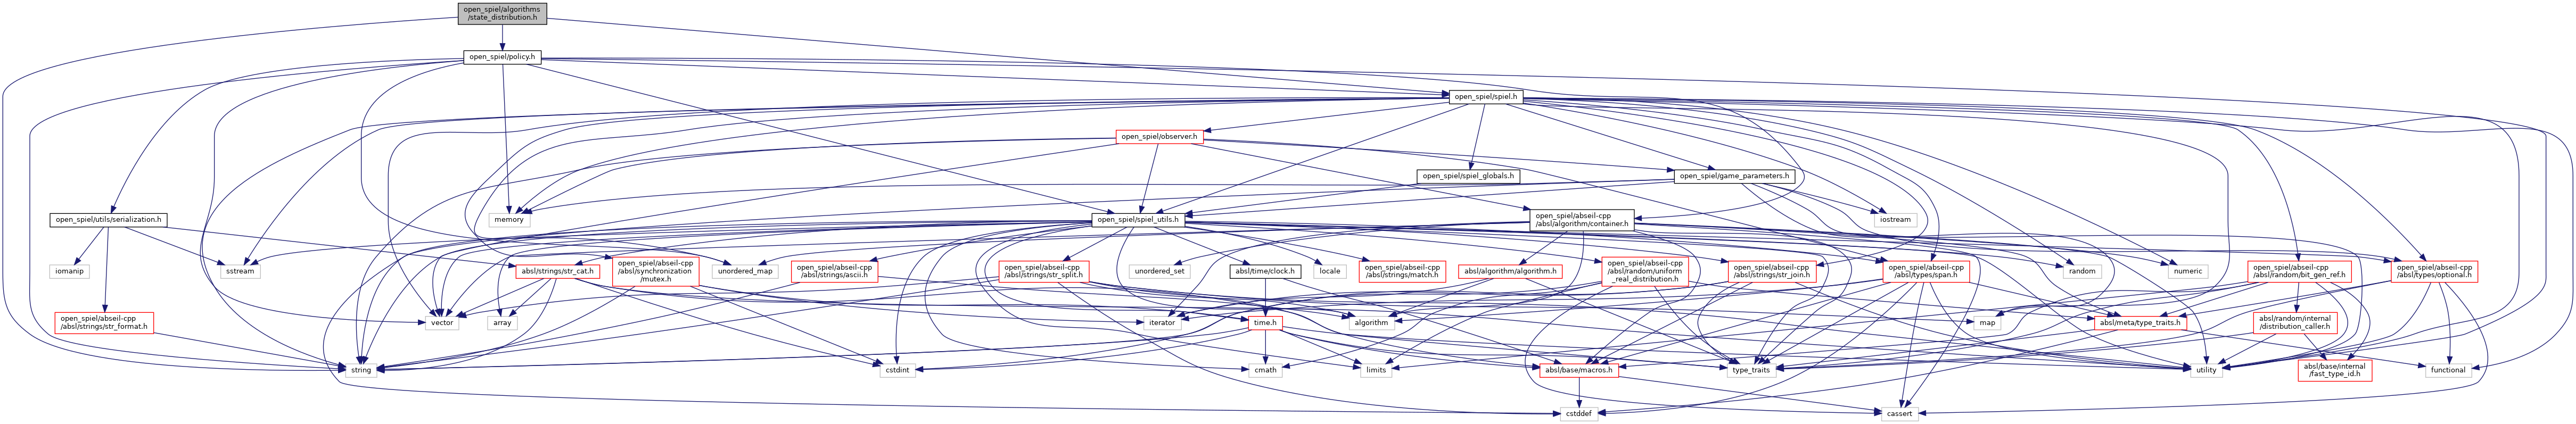 open_spiel/algorithms
/state_distribution.h
open_spiel/policy.h
open_spiel/spiel.h
open_spiel/observer.h
open_spiel/spiel_globals.h
open_spiel/game_parameters.h
open_spiel/utils/serialization.h
memory
open_spiel/spiel_utils.h
open_spiel/abseil-cpp
/absl/algorithm/container.h
iostream
iomanip
sstream
absl/strings/str_cat.h
open_spiel/abseil-cpp
/absl/synchronization
/mutex.h
unordered_map
open_spiel/abseil-cpp
/absl/strings/ascii.h
open_spiel/abseil-cpp
/absl/strings/str_split.h
unordered_set
absl/time/clock.h
locale
open_spiel/abseil-cpp
/absl/strings/match.h
absl/algorithm/algorithm.h
open_spiel/abseil-cpp
/absl/random/uniform
_real_distribution.h
open_spiel/abseil-cpp
/absl/strings/str_join.h
open_spiel/abseil-cpp
/absl/types/span.h
random
numeric
open_spiel/abseil-cpp
/absl/random/bit_gen_ref.h
open_spiel/abseil-cpp
/absl/types/optional.h
open_spiel/abseil-cpp
/absl/strings/str_format.h
vector
array
iterator
time.h
algorithm
map
absl/meta/type_traits.h
absl/random/internal
/distribution_caller.h
string
cstdint
cmath
limits
absl/base/macros.h
type_traits
utility
absl/base/internal
/fast_type_id.h
functional
cstddef
cassert